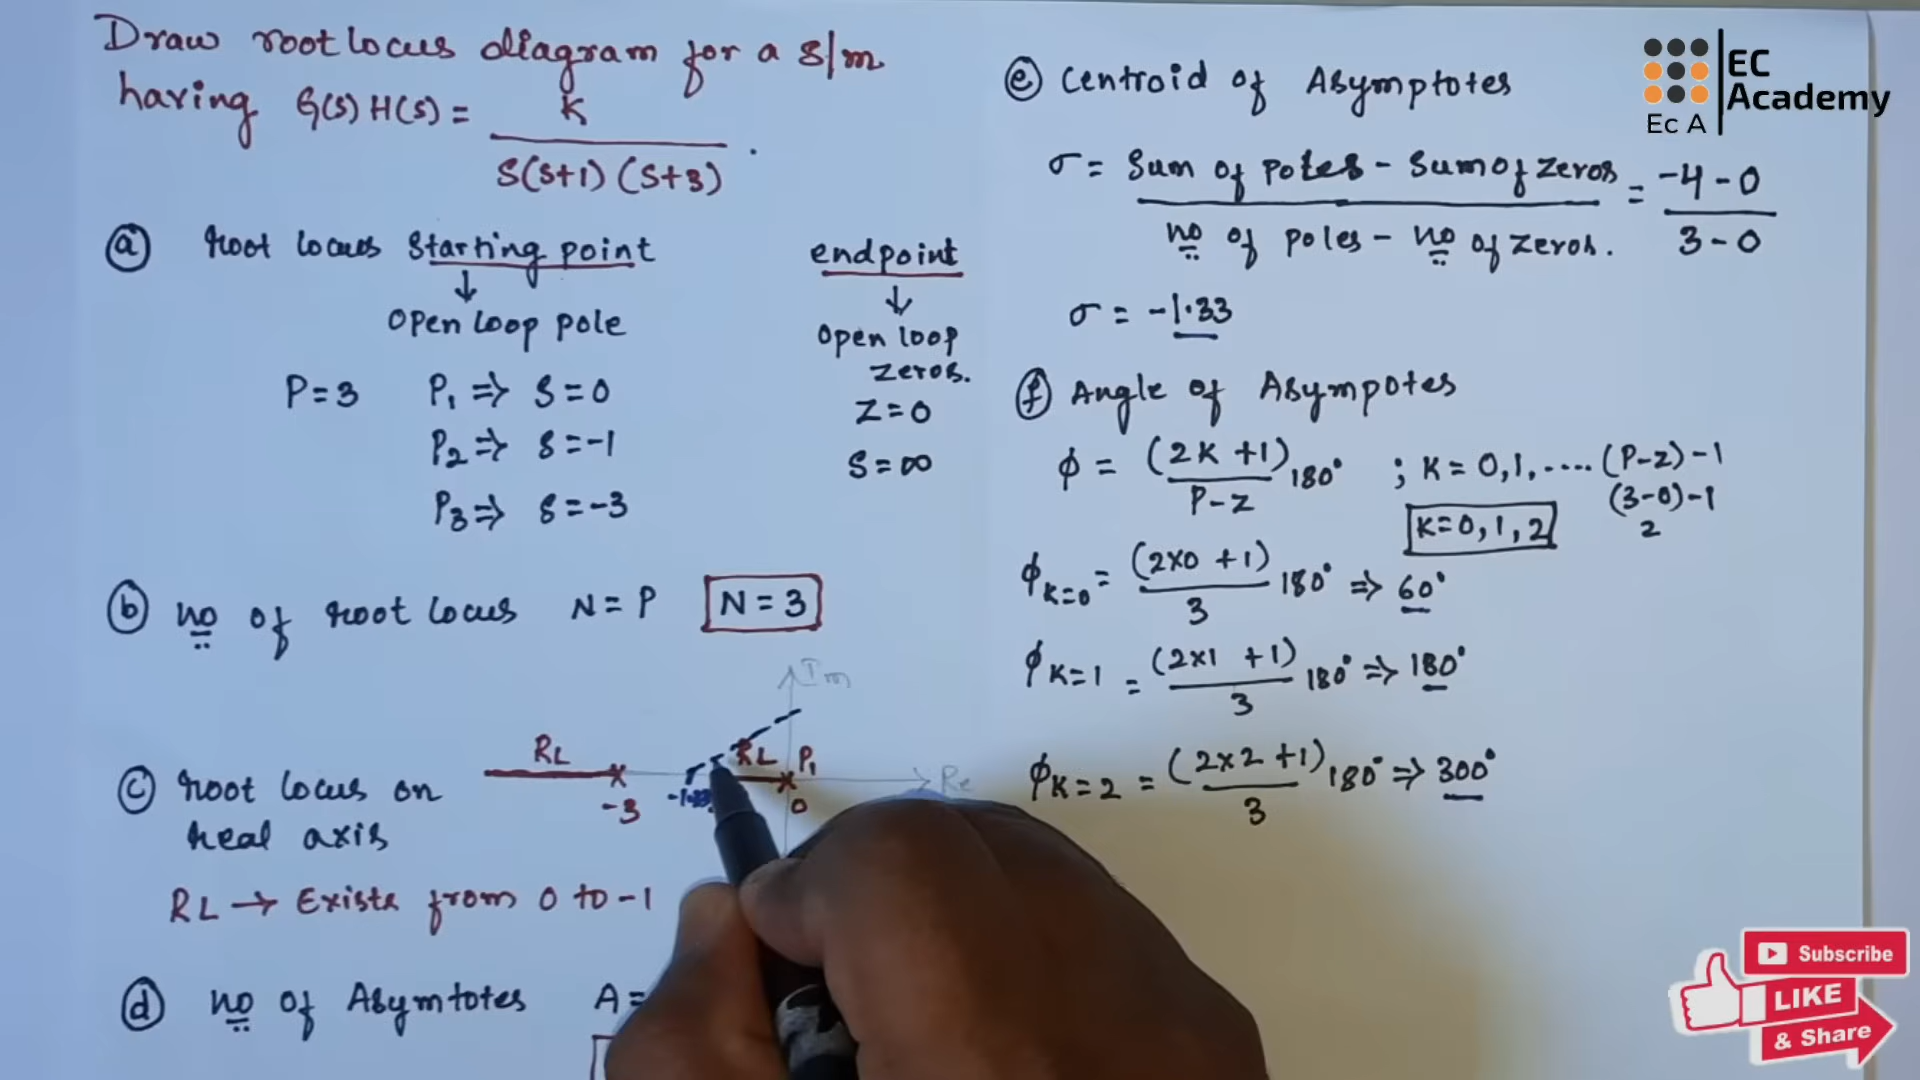 Draw root locus diagram for a S/m
having G(s) H(s) = K / S(S+1) (S+3) .
(a) Root locus Starting point
↓
Open loop pole
P = 3 P₁ ⇒ S = 0
P₂ ⇒ S = -1
P₃ ⇒ S = -3
endpoint
↓
Open loop
zeros.
Z = 0
S = ∞
(b) no of root locus N = P N = 3
Im
RL RL P₁
-3 -1.33 0 Re
(c) Root locus on
real axis
RL → Exists from 0 to -1
(d) no of Asymtotes A =
(e) Centroid of Asymptotes
σ = Sum of poles - Sum of zeros / no of poles - no of zeros. = -4 - 0 / 3 - 0
σ = -1.33
(f) Angle of Asympotes
ϕ = (2K + 1) / P - Z 180° ; K = 0, 1, .... (P-Z) - 1
(3-0) - 1
K = 0, 1, 2 2
ϕK=0 = (2×0 + 1) / 3 180° ⇒ 60°
ϕK=1 = (2×1 + 1) / 3 180° ⇒ 180°
ϕK=2 = (2×2 + 1) / 3 180° ⇒ 300°
EC
Academy
Ec A
Subscribe
LIKE
& Share